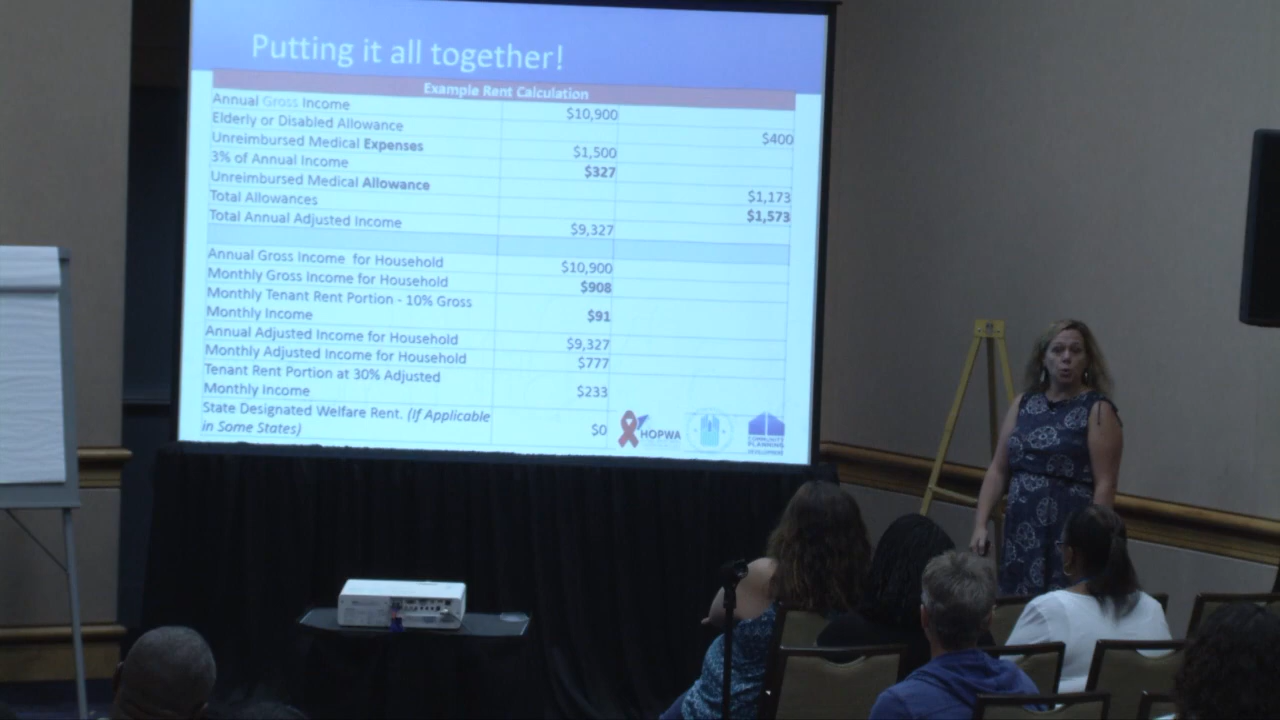 Putting it all together!
Example Rent Calculation
Annual Gross Income $10,900
Elderly or Disabled Allowance $400
Unreimbursed Medical Expenses $1,500
3% of Annual Income $327
Unreimbursed Medical Allowance $1,173
Total Allowances $1,573
Total Annual Adjusted Income $9,327
Annual Gross Income for Household $10,900
Monthly Gross Income for Household $908
Monthly Tenant Rent Portion - 10% Gross
Monthly Income $91
Annual Adjusted Income for Household $9,327
Monthly Adjusted Income for Household $777
Tenant Rent Portion at 30% Adjusted
Monthly Income $233
State Designated Welfare Rent. (If Applicable
in Some States) $0
HOPWA
COMMUNITY
PLANNING
DEVELOPMENT